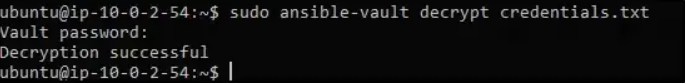 ubuntu@ip-10-0-2-54:~$ sudo ansible-vault decrypt credentials.txt
Vault password:
Decryption successful
ubuntu@ip-10-0-2-54:~$